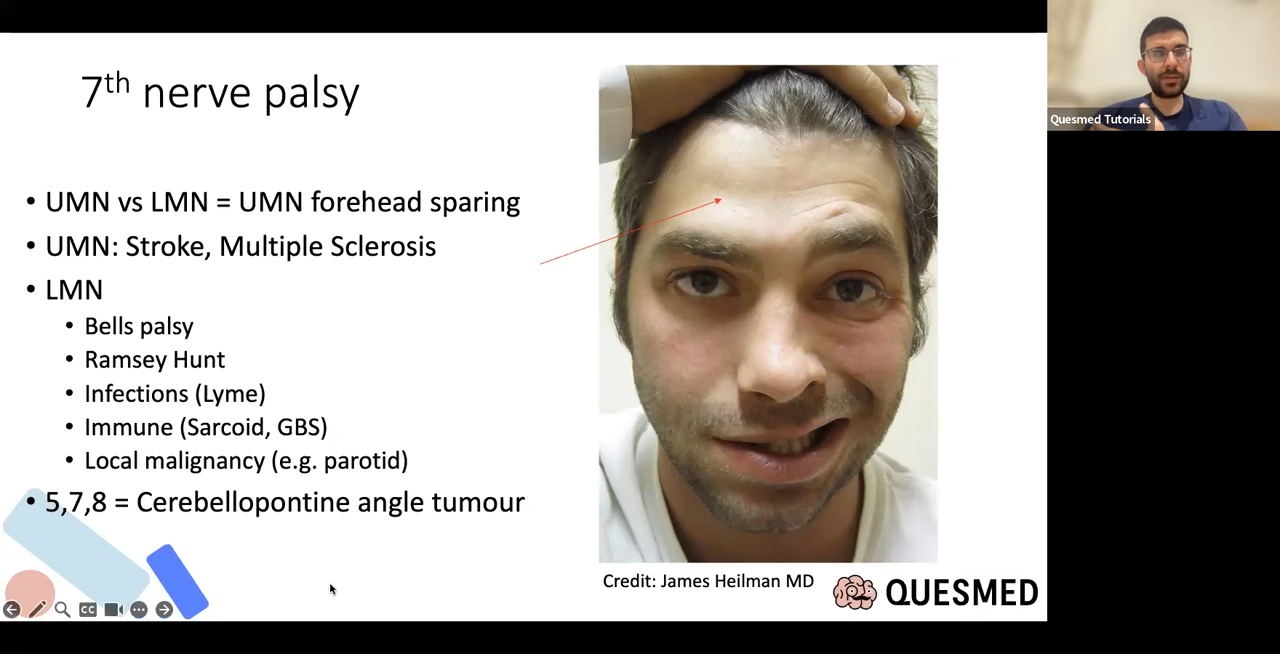 7th nerve palsy
• UMN vs LMN = UMN forehead sparing
• UMN: Stroke, Multiple Sclerosis
• LMN
• Bells palsy
• Ramsey Hunt
• Infections (Lyme)
• Immune (Sarcoid, GBS)
• Local malignancy (e.g. parotid)
• 5,7,8 = Cerebellopontine angle tumour
Credit: James Heilman MD
QUESMED
CC
Quesmed Tutorials